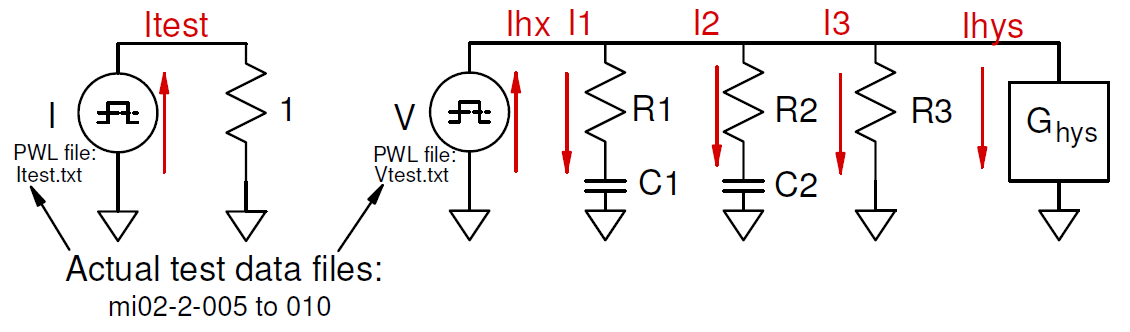 Itest
Ihx I1 I2 I3 Ihys
I 1
V R1 R2 R3 Ghys
PWL file:
Itest.txt
PWL file:
Vtest.txt
C1 C2
Actual test data files:
mi02-2-005 to 010